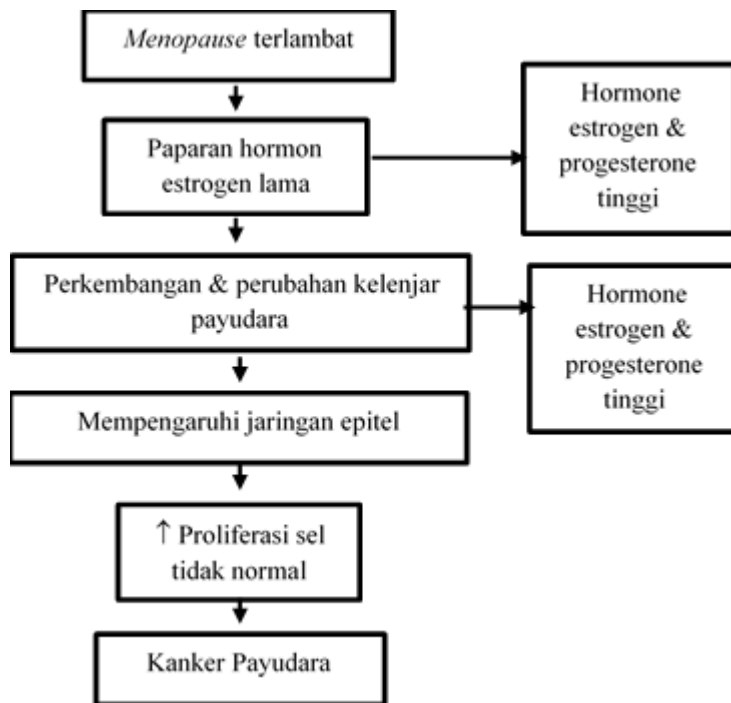 Menopause terlambat
Paparan hormon
estrogen lama
Hormone
estrogen &
progesterone
tinggi
Perkembangan & perubahan kelenjar
payudara
Hormone
estrogen &
progesterone
tinggi
Mempengaruhi jaringan epitel
↑ Proliferasi sel
tidak normal
Kanker Payudara